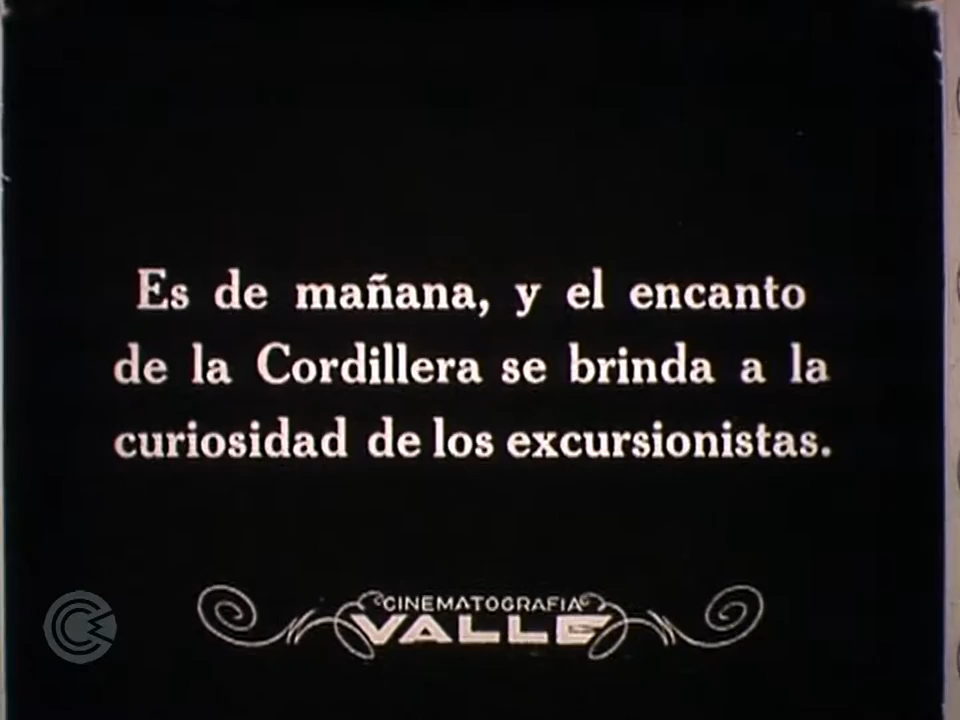 Es de mañana, y el encanto
de la Cordillera se brinda a la
curiosidad de los excursionistas.
CINEMATOGRAFIA
VALLE